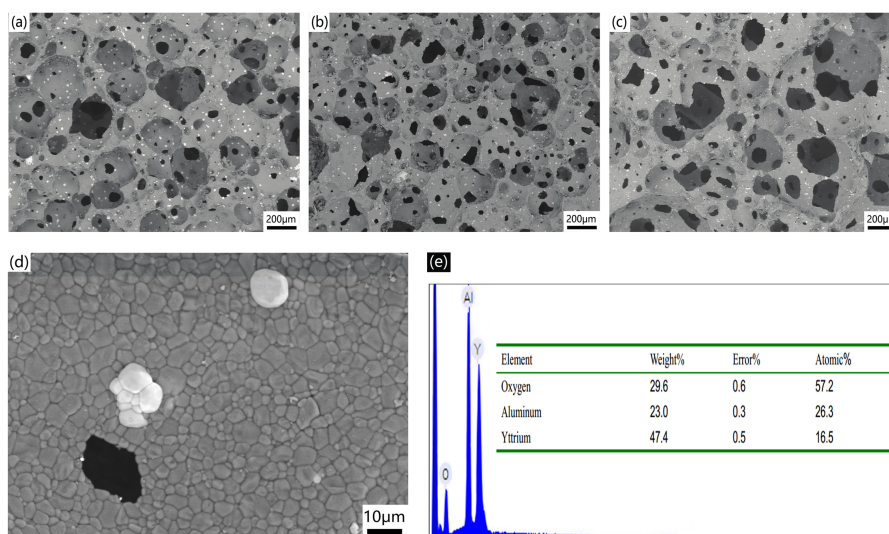 (a)
(b)
(c)
200μm
200μm
200μm
(d)
10μm
(e)
Al
Y
O
Element Weight% Error% Atomic%
Oxygen 29.6 0.6 57.2
Aluminum 23.0 0.3 26.3
Yttrium 47.4 0.5 16.5